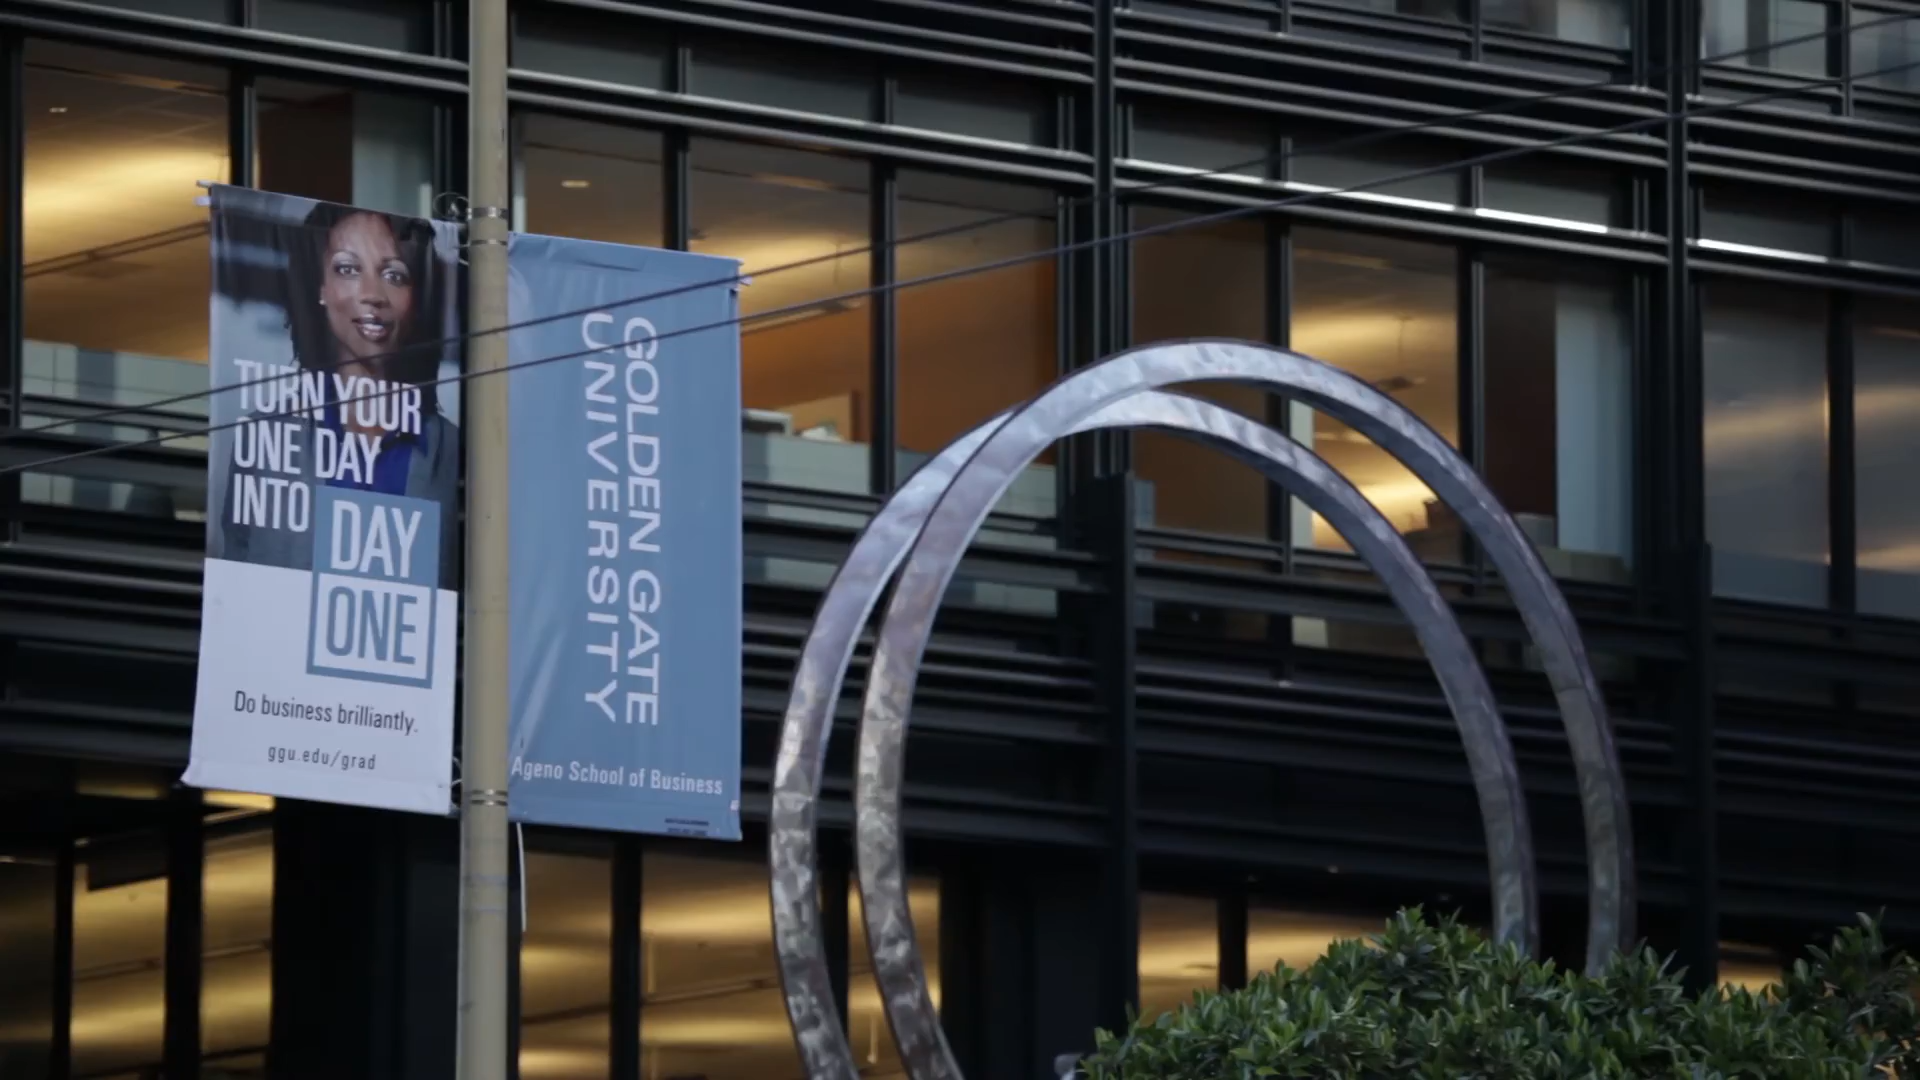 TURN YOUR
ONE DAY
INTO DAY
ONE
Do business brilliantly.
ggu.edu/grad
GOLDEN GATE
UNIVERSITY
Ageno School of Business